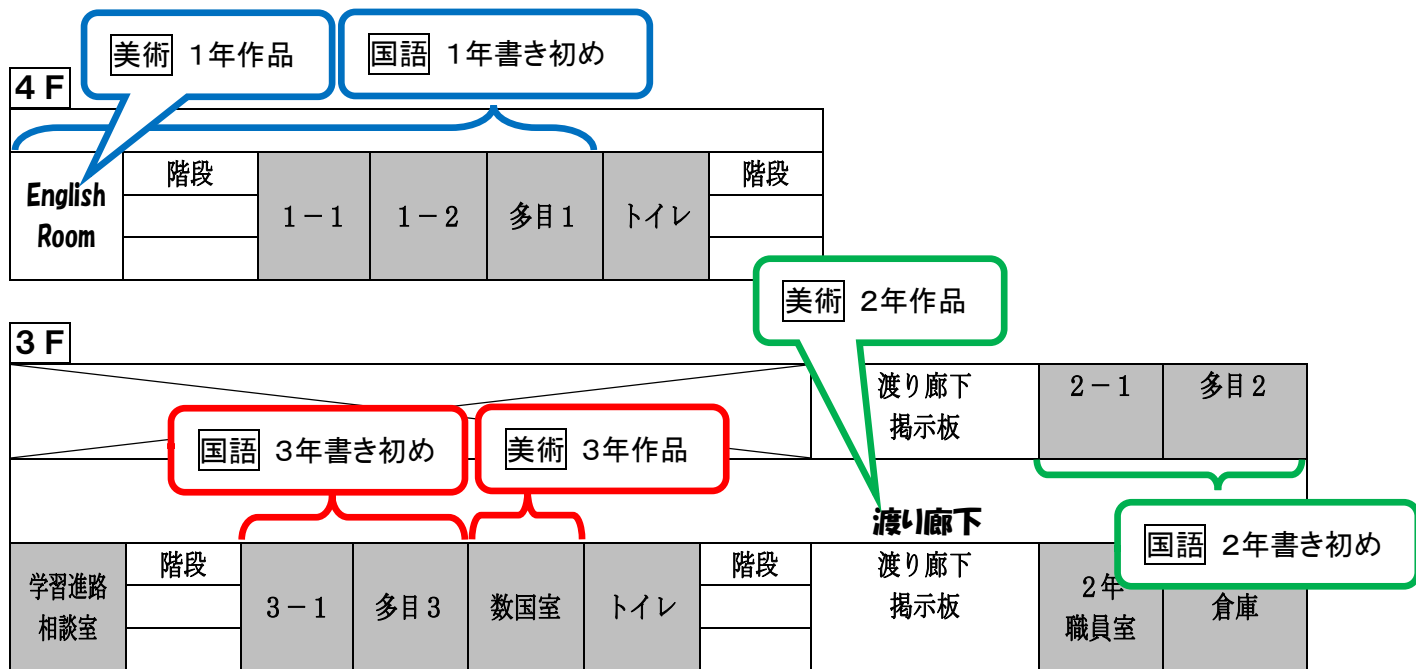 美術 1年作品
国語 1年書き初め
4F
English
Room
階段
1-1
1-2
多目1
トイレ
階段
美術 2年作品
3F
渡り廊下
掲示板
2-1
多目2
国語 3年書き初め
美術 3年作品
渡り廊下
国語 2年書き初め
学習進路
相談室
階段
3-1
多目3
数国室
トイレ
階段
渡り廊下
掲示板
2年
職員室
倉庫